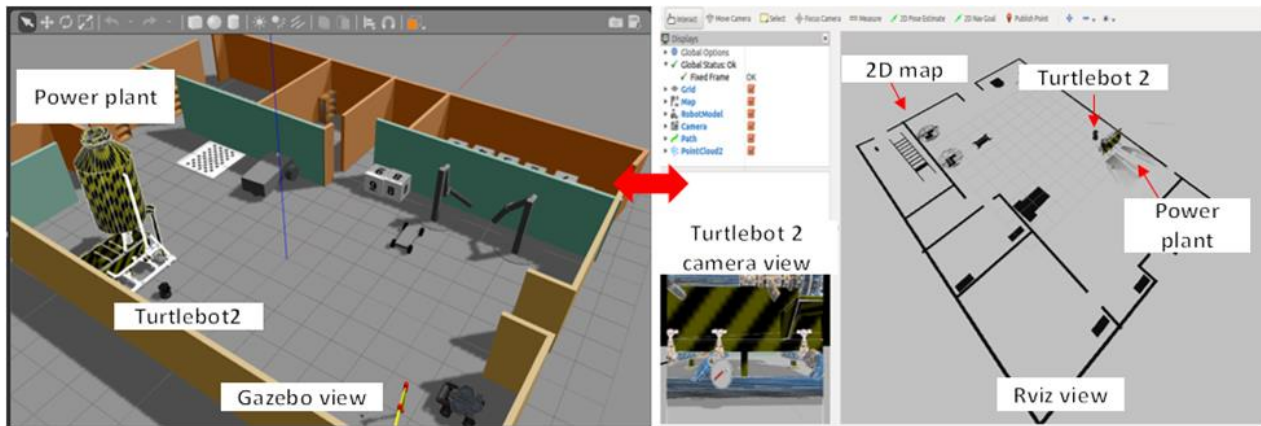 Power plant
Turtlebot2
Gazebo view
Interact
Move Camera
Select
Focus Camera
Measure
2D Pose Estimate
2D Nav Goal
Publish Point
Displays
Global Options
Global Status: Ok
Fixed Frame OK
Grid
Map
RobotModel
Camera
Path
PointCloud2
Turtlebot 2
camera view
2D map
Turtlebot 2
Power
plant
Rviz view